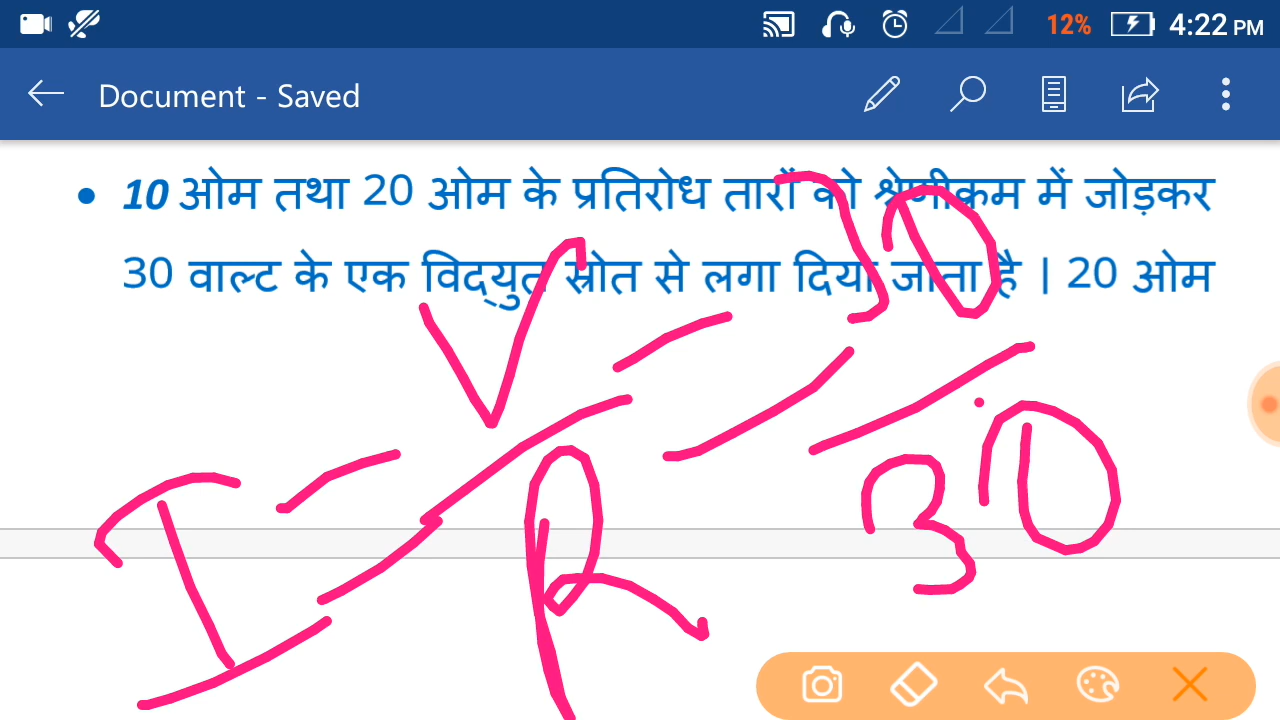 12% 4:22 PM
Document - Saved
• 10 ओम तथा 20 ओम के प्रतिरोध तारों को श्रेणीक्रम में जोड़कर
30 वाल्ट के एक विद्युत स्रोत से लगा दिया जाता है | 20 ओम
I = V/R = 30/30